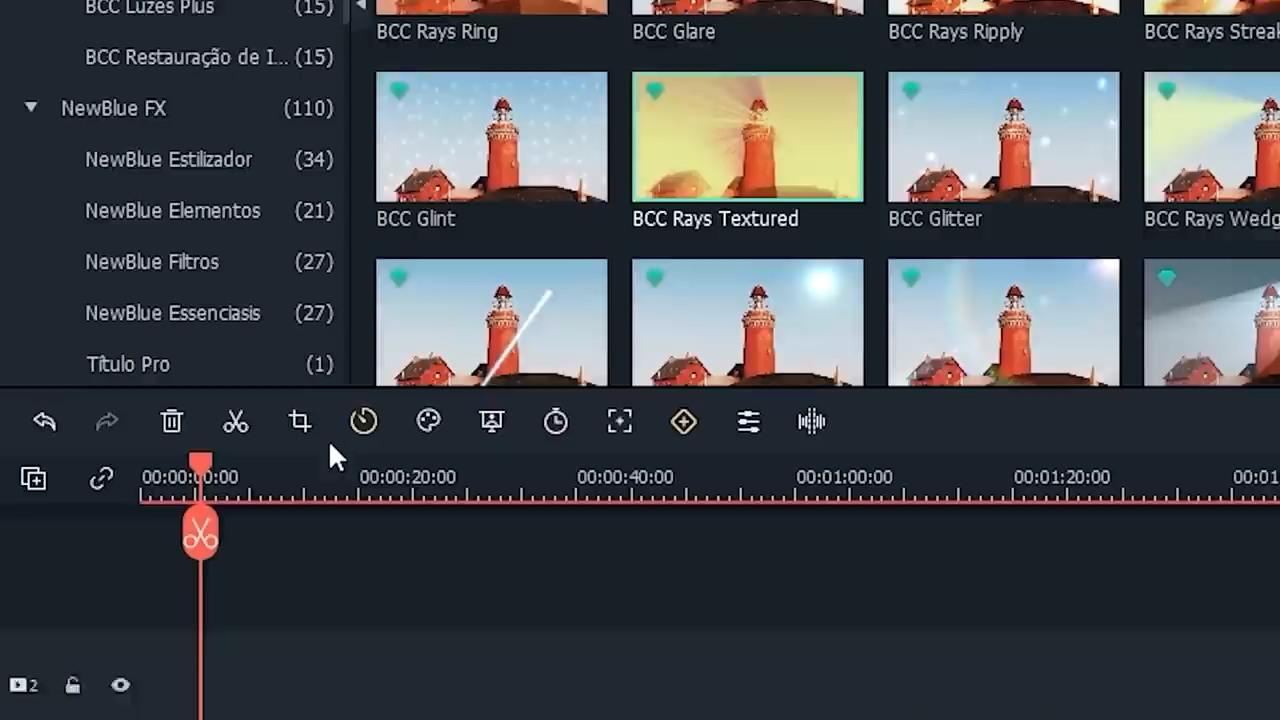 BCC Luzes Plus (15)
BCC Restauração de I... (15)
NewBlue FX (110)
NewBlue Estilizador (34)
NewBlue Elementos (21)
NewBlue Filtros (27)
NewBlue Essenciasis (27)
Título Pro (1)
BCC Rays Ring
BCC Glare
BCC Rays Ripply
BCC Rays Streak
BCC Glint
BCC Rays Textured
BCC Glitter
BCC Rays Wedg
00:00:00:00
00:00:20:00
00:00:40:00
00:01:00:00
00:01:20:00
00:01
2